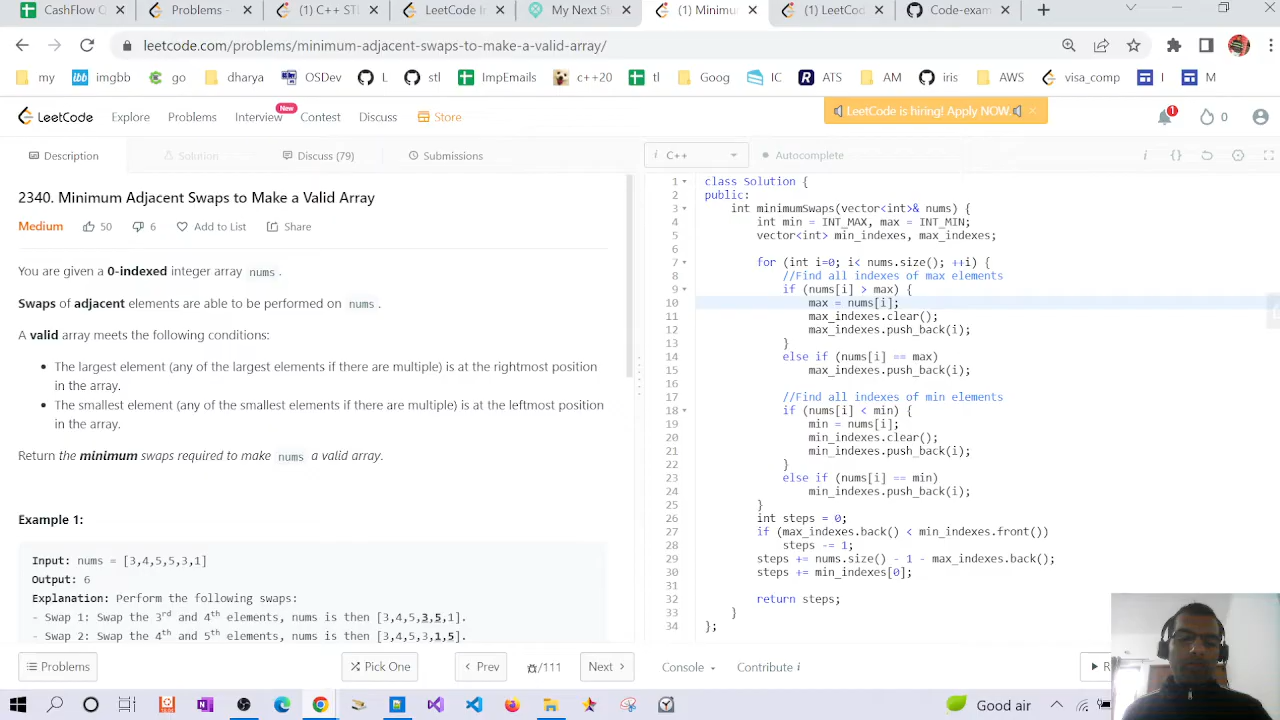 CashFlow Q
Problems -
(1) C++ STL
LeetCode In
My Next St
(1) Minimu
(1) LeetCod
Code-exam
leetcode.com/problems/minimum-adjacent-swaps-to-make-a-valid-array/
my
imgbb
go
dharya
OSDev
L
stl
ImpEmails
c++20
tl
Goog
IC
ATS
AM
iris
AWS
visa_comp
I
M
LeetCode is hiring! Apply NOW.
LeetCode
Explore
Problems
Interview
New
Contest
Discuss
Store
1
0
Description
Solution
Discuss (79)
Submissions
i C++
Autocomplete
2340. Minimum Adjacent Swaps to Make a Valid Array
Medium
50
6
Add to List
Share
You are given a 0-indexed integer array nums .
Swaps of adjacent elements are able to be performed on nums .
A valid array meets the following conditions:
• The largest element (any of the largest elements if there are multiple) is at the rightmost position
in the array.
• The smallest element (any of the smallest elements if there are multiple) is at the leftmost position
in the array.
Return the minimum swaps required to make nums a valid array.
Example 1:
Input: nums = [3,4,5,5,3,1]
Output: 6
Explanation: Perform the following swaps:
- Swap 1: Swap the 3rd and 4th elements, nums is then [3,4,5,3,5,1].
- Swap 2: Swap the 4th and 5th elements, nums is then [3,4,5,3,1,5].
1 class Solution {
2 public:
3 int minimumSwaps(vector<int>& nums) {
4 int min = INT_MAX, max = INT_MIN;
5 vector<int> min_indexes, max_indexes;
6
7 for (int i=0; i< nums.size(); ++i) {
8 //Find all indexes of max elements
9 if (nums[i] > max) {
10 max = nums[i];
11 max_indexes.clear();
12 max_indexes.push_back(i);
13 }
14 else if (nums[i] == max)
15 max_indexes.push_back(i);
16
17 //Find all indexes of min elements
18 if (nums[i] < min) {
19 min = nums[i];
20 min_indexes.clear();
21 min_indexes.push_back(i);
22 }
23 else if (nums[i] == min)
24 min_indexes.push_back(i);
25 }
26 int steps = 0;
27 if (max_indexes.back() < min_indexes.front())
28 steps -= 1;
29 steps += nums.size() - 1 - max_indexes.back();
30 steps += min_indexes[0];
31
32 return steps;
33 }
34 };
Problems
Pick One
Prev
/111
Next
Console
Contribute i
R
Good air